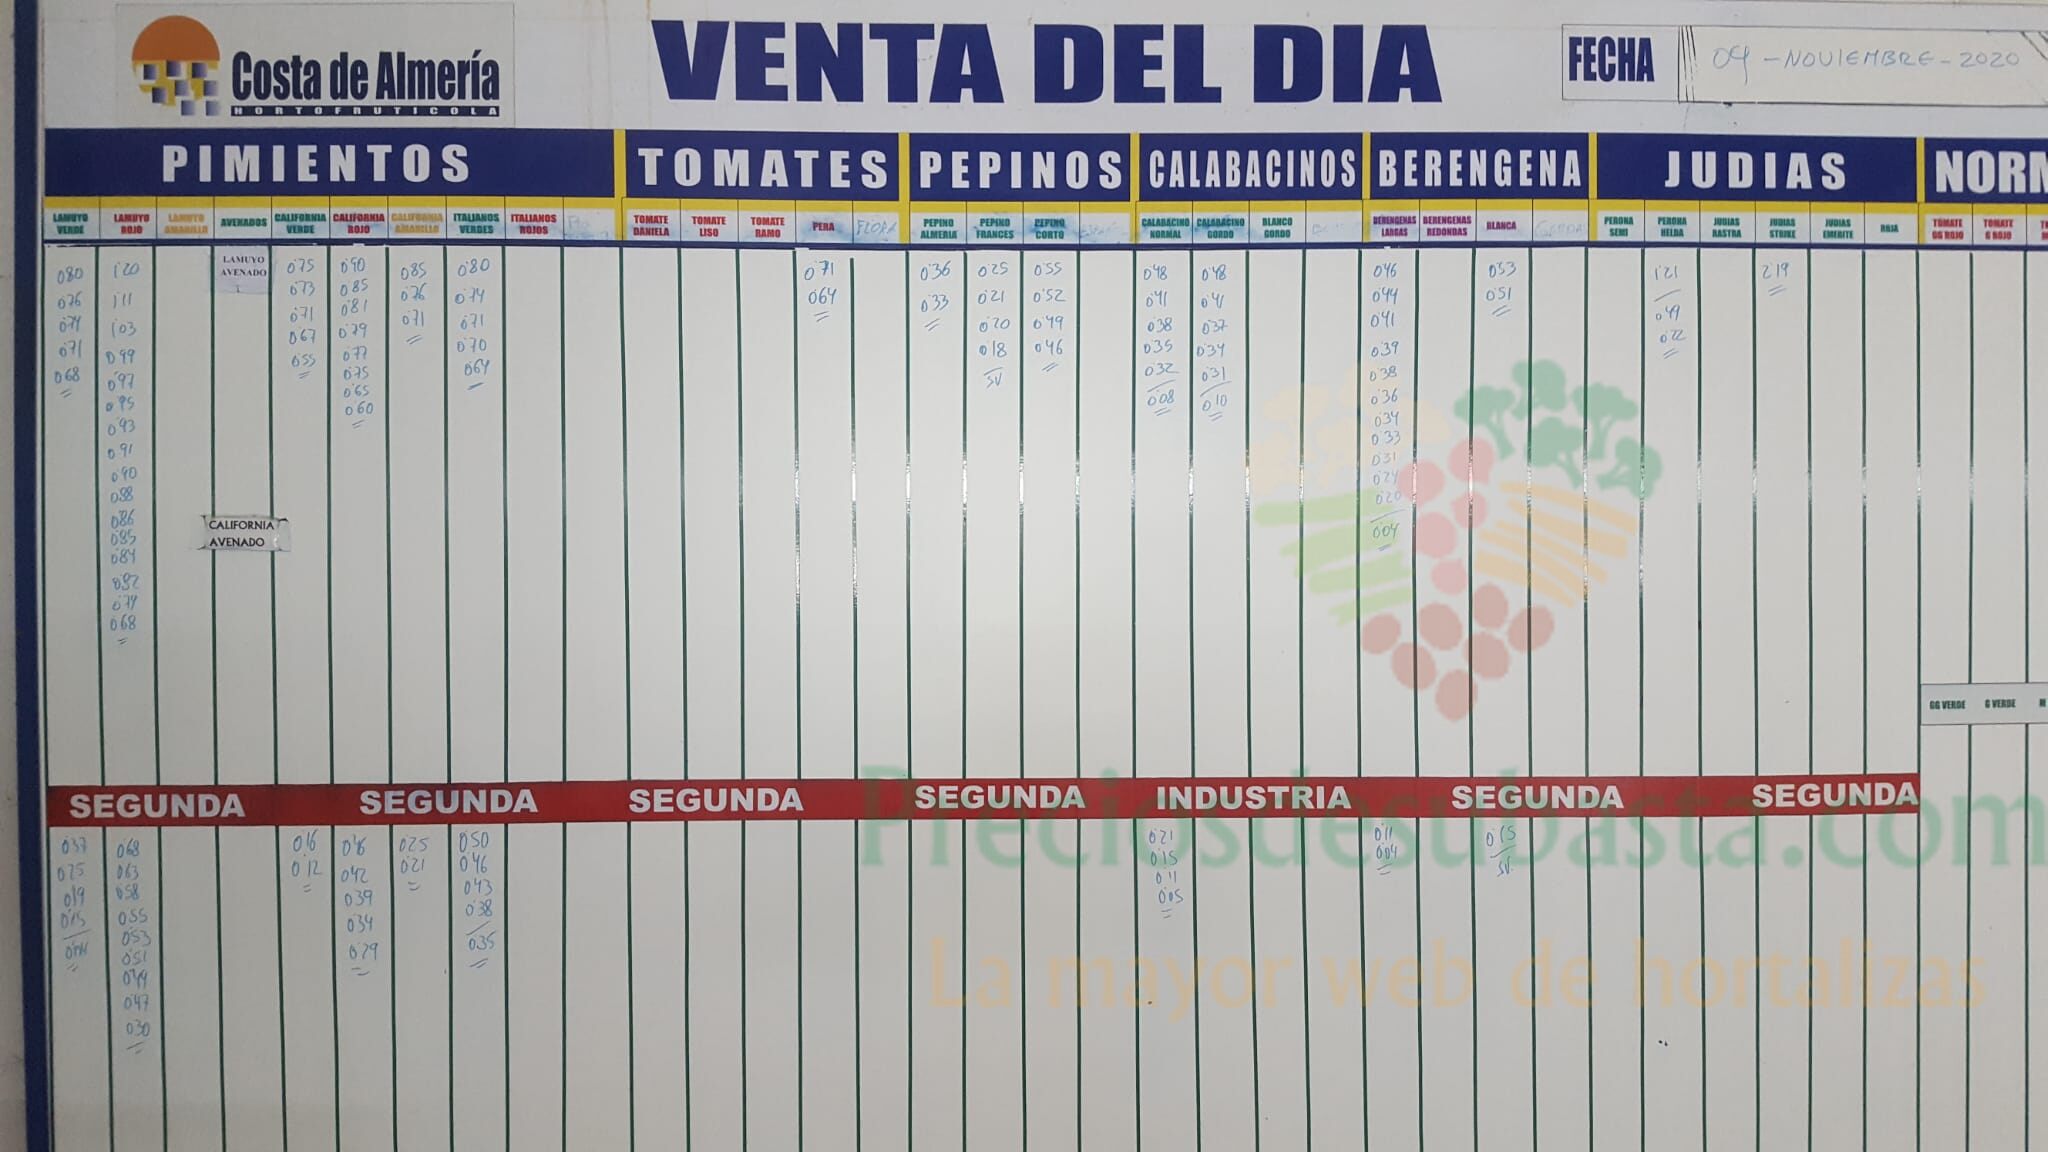 Costa de Almería
HORTOFRUTICOLA
VENTA DEL DIA
FECHA
04 - NOVIEMBRE - 2020
PIMIENTOS TOMATES PEPINOS CALABACINOS BERENGENA JUDIAS NORM
LAMUYO VERDE
LAMUYO ROJO
LAMUYO AMARILLO
AVENADOS
CALIFORNIA VERDE
CALIFORNIA ROJO
CALIFORNIA AMARILLO
ITALIANOS VERDES
ITALIANOS ROJOS
TOMATE DANIELA
TOMATE LISO
TOMATE RAMO
PERA
FLORA
PEPINO ALMERIA
PEPINO FRANCES
PEPINO CORTO
CALABACINO NORMAL
CALABACINO GORDO
BLANCO GORDO
BERENGENAS LARGAS
BERENGENAS REDONDAS
BLANCA
PERONA SEMI
PERONA HELDA
JUDIAS RASTRA
JUDIAS STRIKE
JUDIAS EMERITE
ROJA
TOMATE GG ROJO
TOMATE G ROJO
0'80
0'76
0'74
0'71
0'68
1'20
1'11
1'03
0'99
0'97
0'95
0'93
0'91
0'90
0'88
0'86
0'85
0'84
0'82
0'79
0'68
LAMUYO
AVENADO
CALIFORNIA
AVENADO
0'75
0'73
0'71
0'67
0'55
0'90
0'85
0'81
0'79
0'77
0'75
0'65
0'60
0'85
0'76
0'71
0'80
0'74
0'71
0'70
0'64
0'71
0'64
0'36
0'33
0'25
0'21
0'20
0'18
SV
0'55
0'52
0'49
0'46
0'48
0'41
0'38
0'35
0'32
0'08
0'48
0'41
0'37
0'34
0'31
0'10
0'46
0'44
0'41
0'39
0'38
0'36
0'34
0'33
0'31
0'24
0'20
0'04
0'53
0'51
1'21
0'49
0'22
2'19
GG VERDE G VERDE M
SEGUNDA SEGUNDA SEGUNDA SEGUNDA INDUSTRIA SEGUNDA SEGUNDA
0'37
0'25
0'19
0'15
0'68
0'63
0'58
0'55
0'53
0'51
0'49
0'47
0'30
0'16
0'12
0'46
0'42
0'39
0'34
0'29
0'25
0'21
0'50
0'46
0'43
0'38
0'35
0'21
0'15
0'11
0'05
0'11
0'04
0'15
SV.
Preciosdesubasta.com
La mayor web de hortalizas